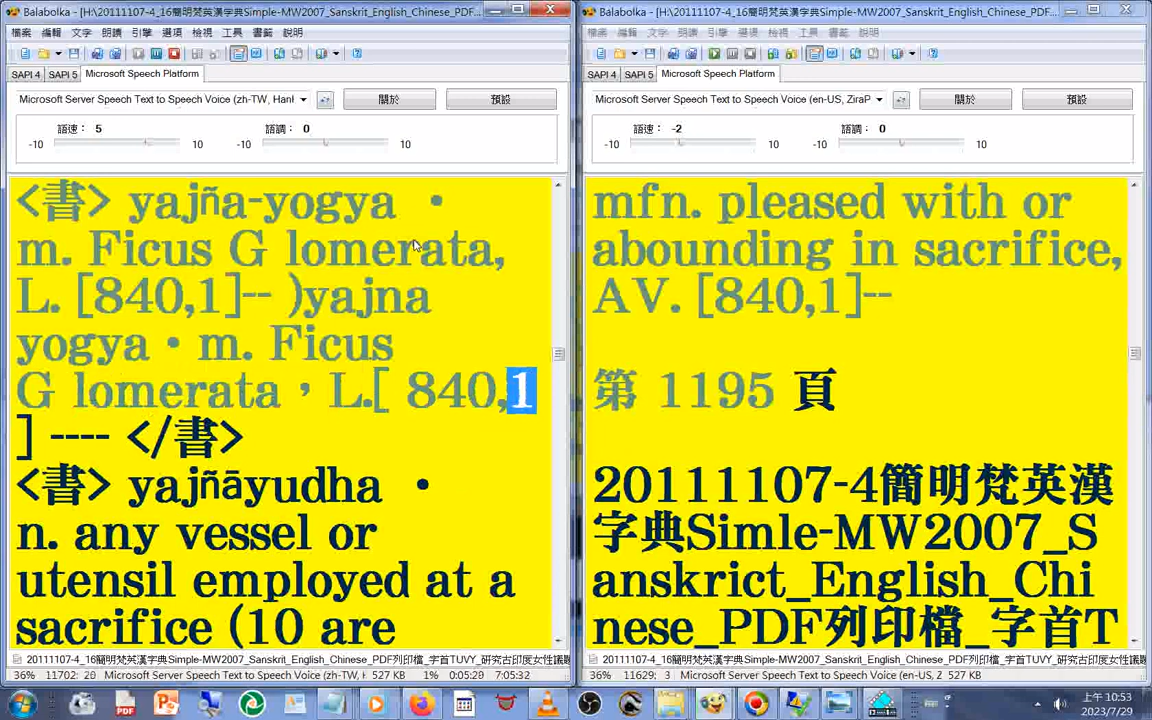 Balabolka - [H:\20111107-4_16簡明梵英漢字典Simple-MW2007_Sanskrit_English_Chinese_PDF...
檔案 編輯 文字 朗讀 引擎 選項 檢視 工具 書籤 說明
SAPI 4 SAPI 5 Microsoft Speech Platform
Microsoft Server Speech Text to Speech Voice (zh-TW, Hanl 關於 預設
語速: 5 語調: 0
-10 10 -10 10
<書> yajña-yogya •
m. Ficus G lomerata,
L. [840,1]-- )yajna
yogya • m. Ficus
G lomerata , L.[ 840,1
] ---- </書>
<書> yajñāyudha •
n. any vessel or
utensil employed at a
sacrifice (10 are
20111107-4_16簡明梵英漢字典Simple-MW2007_Sanskrit_English_Chinese_PDF列印檔_字首TUVY_研究古印度女性議題
36% 11702: 20 Microsoft Server Speech Text to Speech Voice (zh-TW, H 527 KB 1% 0:05:29 7:05:32
Balabolka - [H:\20111107-4_16簡明梵英漢字典Simple-MW2007_Sanskrit_English_Chinese_PDF...
檔案 編輯 文字 朗讀 引擎 選項 檢視 工具 書籤 說明
SAPI 4 SAPI 5 Microsoft Speech Platform
Microsoft Server Speech Text to Speech Voice (en-US, ZiraP 關於 預設
語速: -2 語調: 0
-10 10 -10 10
mfn. pleased with or
abounding in sacrifice,
AV. [840,1]--
第 1195 頁
20111107-4簡明梵英漢
字典Simle-MW2007_S
anskrict_English_Chi
nese_PDF列印檔_字首T
20111107-4_16簡明梵英漢字典Simple-MW2007_Sanskrit_English_Chinese_PDF列印檔_字首TUVY_研究古印度女性議題
36% 11629: 3 Microsoft Server Speech Text to Speech Voice (en-US, Z 527 KB
上午 10:53
2023/7/29